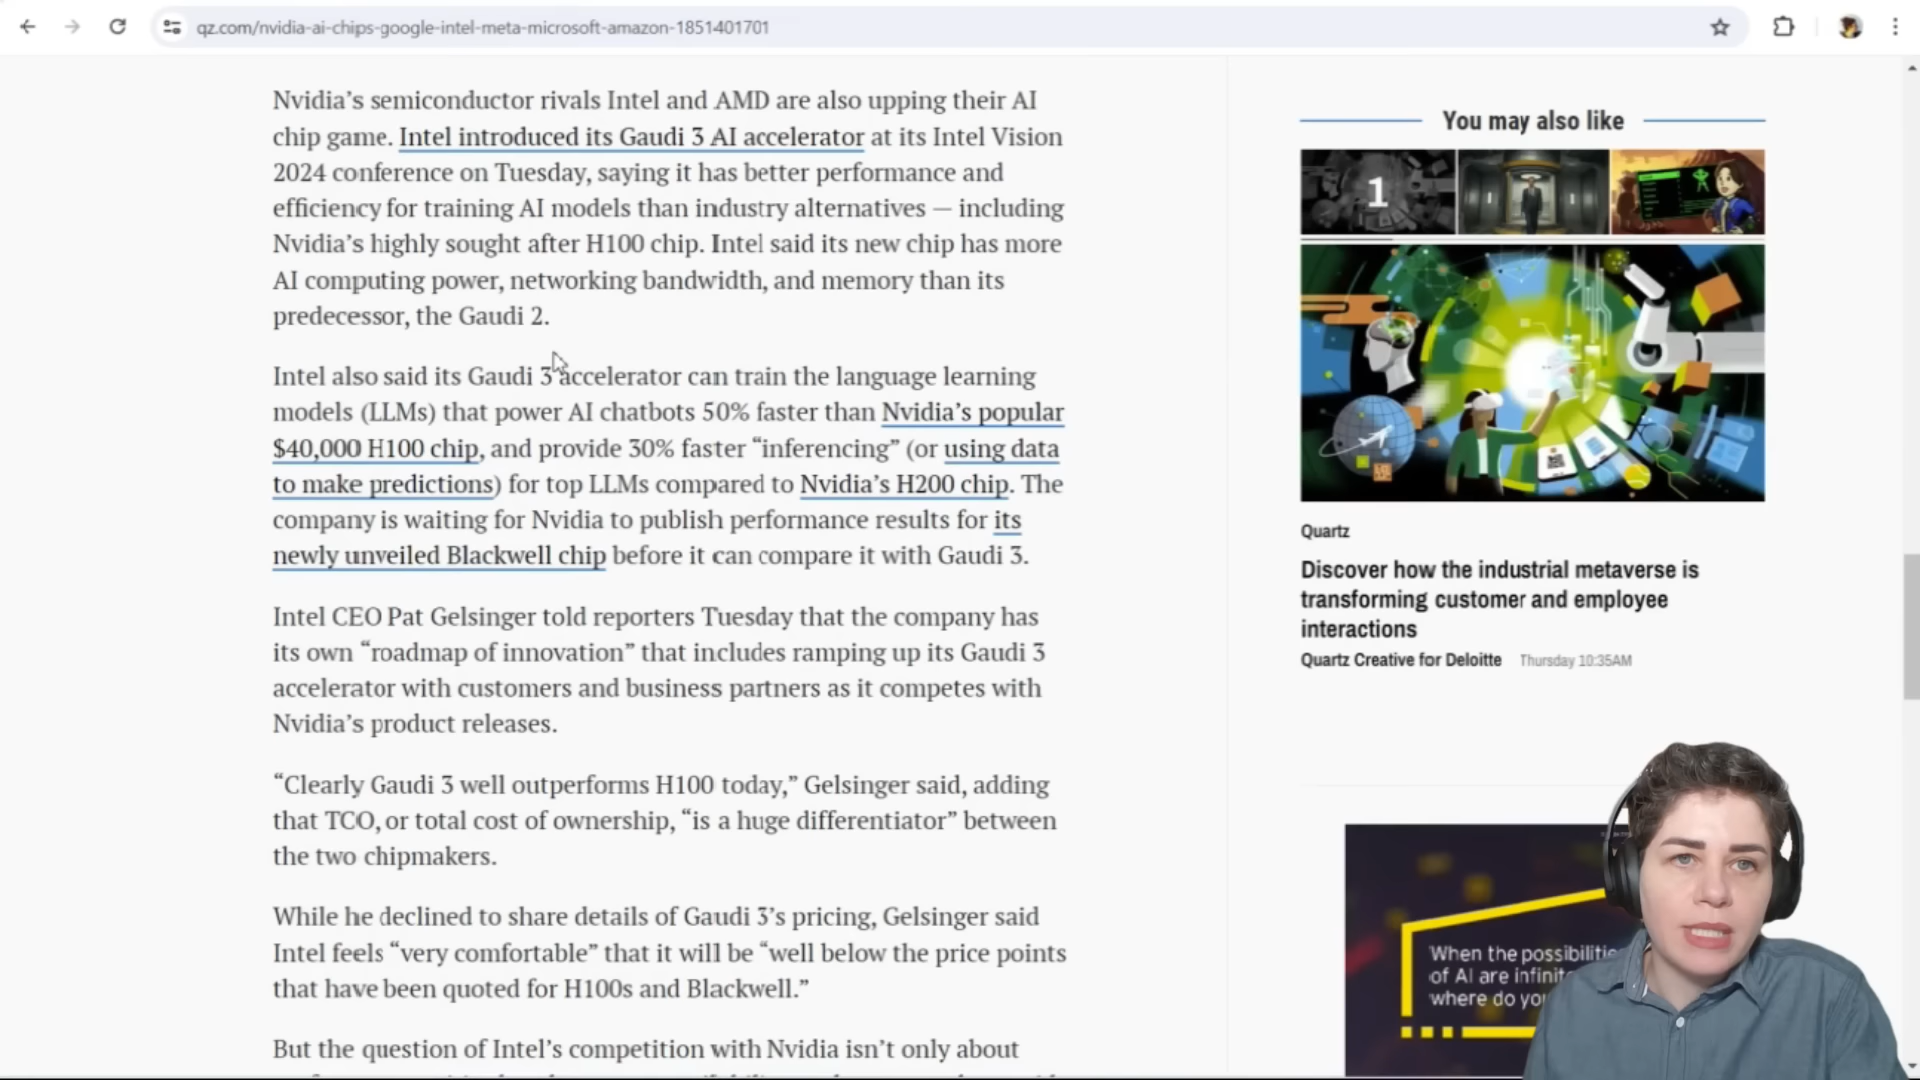 qz.com/nvidia-ai-chips-google-intel-meta-microsoft-amazon-1851401701
Nvidia’s semiconductor rivals Intel and AMD are also upping their AI
chip game. Intel introduced its Gaudi 3 AI accelerator at its Intel Vision
2024 conference on Tuesday, saying it has better performance and
efficiency for training AI models than industry alternatives — including
Nvidia’s highly sought after H100 chip. Intel said its new chip has more
AI computing power, networking bandwidth, and memory than its
predecessor, the Gaudi 2.
Intel also said its Gaudi 3 accelerator can train the language learning
models (LLMs) that power AI chatbots 50% faster than Nvidia’s popular
$40,000 H100 chip, and provide 30% faster “inferencing” (or using data
to make predictions) for top LLMs compared to Nvidia’s H200 chip. The
company is waiting for Nvidia to publish performance results for its
newly unveiled Blackwell chip before it can compare it with Gaudi 3.
Intel CEO Pat Gelsinger told reporters Tuesday that the company has
its own “roadmap of innovation” that includes ramping up its Gaudi 3
accelerator with customers and business partners as it competes with
Nvidia’s product releases.
“Clearly Gaudi 3 well outperforms H100 today,” Gelsinger said, adding
that TCO, or total cost of ownership, “is a huge differentiator” between
the two chipmakers.
While he declined to share details of Gaudi 3’s pricing, Gelsinger said
Intel feels “very comfortable” that it will be “well below the price points
that have been quoted for H100s and Blackwell.”
But the question of Intel’s competition with Nvidia isn’t only about
You may also like
1
Quartz
Discover how the industrial metaverse is
transforming customer and employee
interactions
Quartz Creative for Deloitte Thursday 10:35AM
When the
of AI are
where do